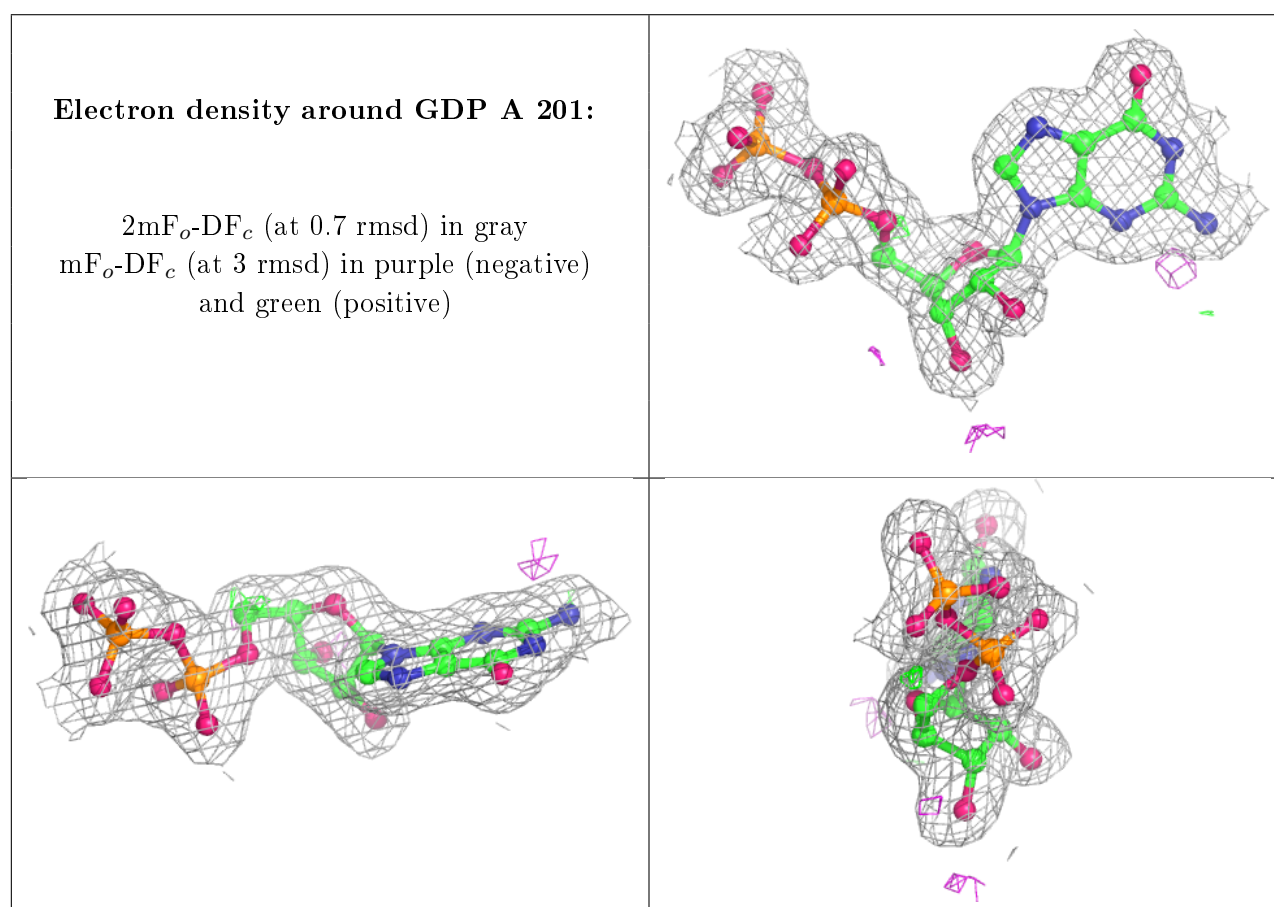 Electron density around GDP A 201:
2mFo-DFc (at 0.7 rmsd) in gray
mFo-DFc (at 3 rmsd) in purple (negative)
and green (positive)